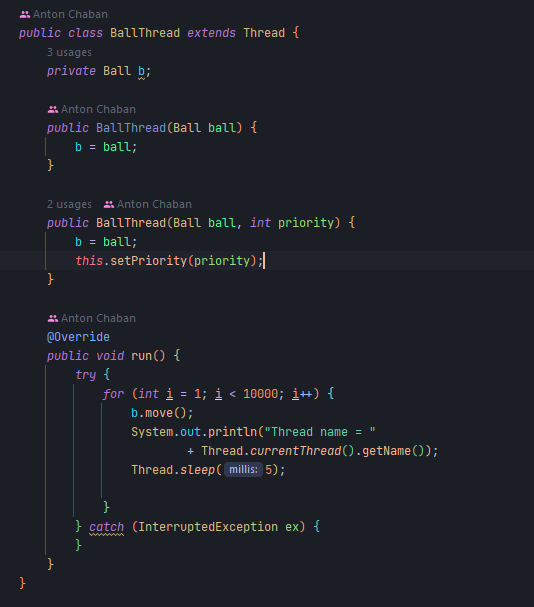 Anton Chaban
public class BallThread extends Thread {
3 usages
private Ball b;
Anton Chaban
public BallThread(Ball ball) {
b = ball;
}
2 usages Anton Chaban
public BallThread(Ball ball, int priority) {
b = ball;
this.setPriority(priority);
}
Anton Chaban
@Override
public void run() {
try {
for (int i = 1; i < 10000; i++) {
b.move();
System.out.println("Thread name = "
+ Thread.currentThread().getName());
Thread.sleep( millis: 5);
}
} catch (InterruptedException ex) {
}
}
}